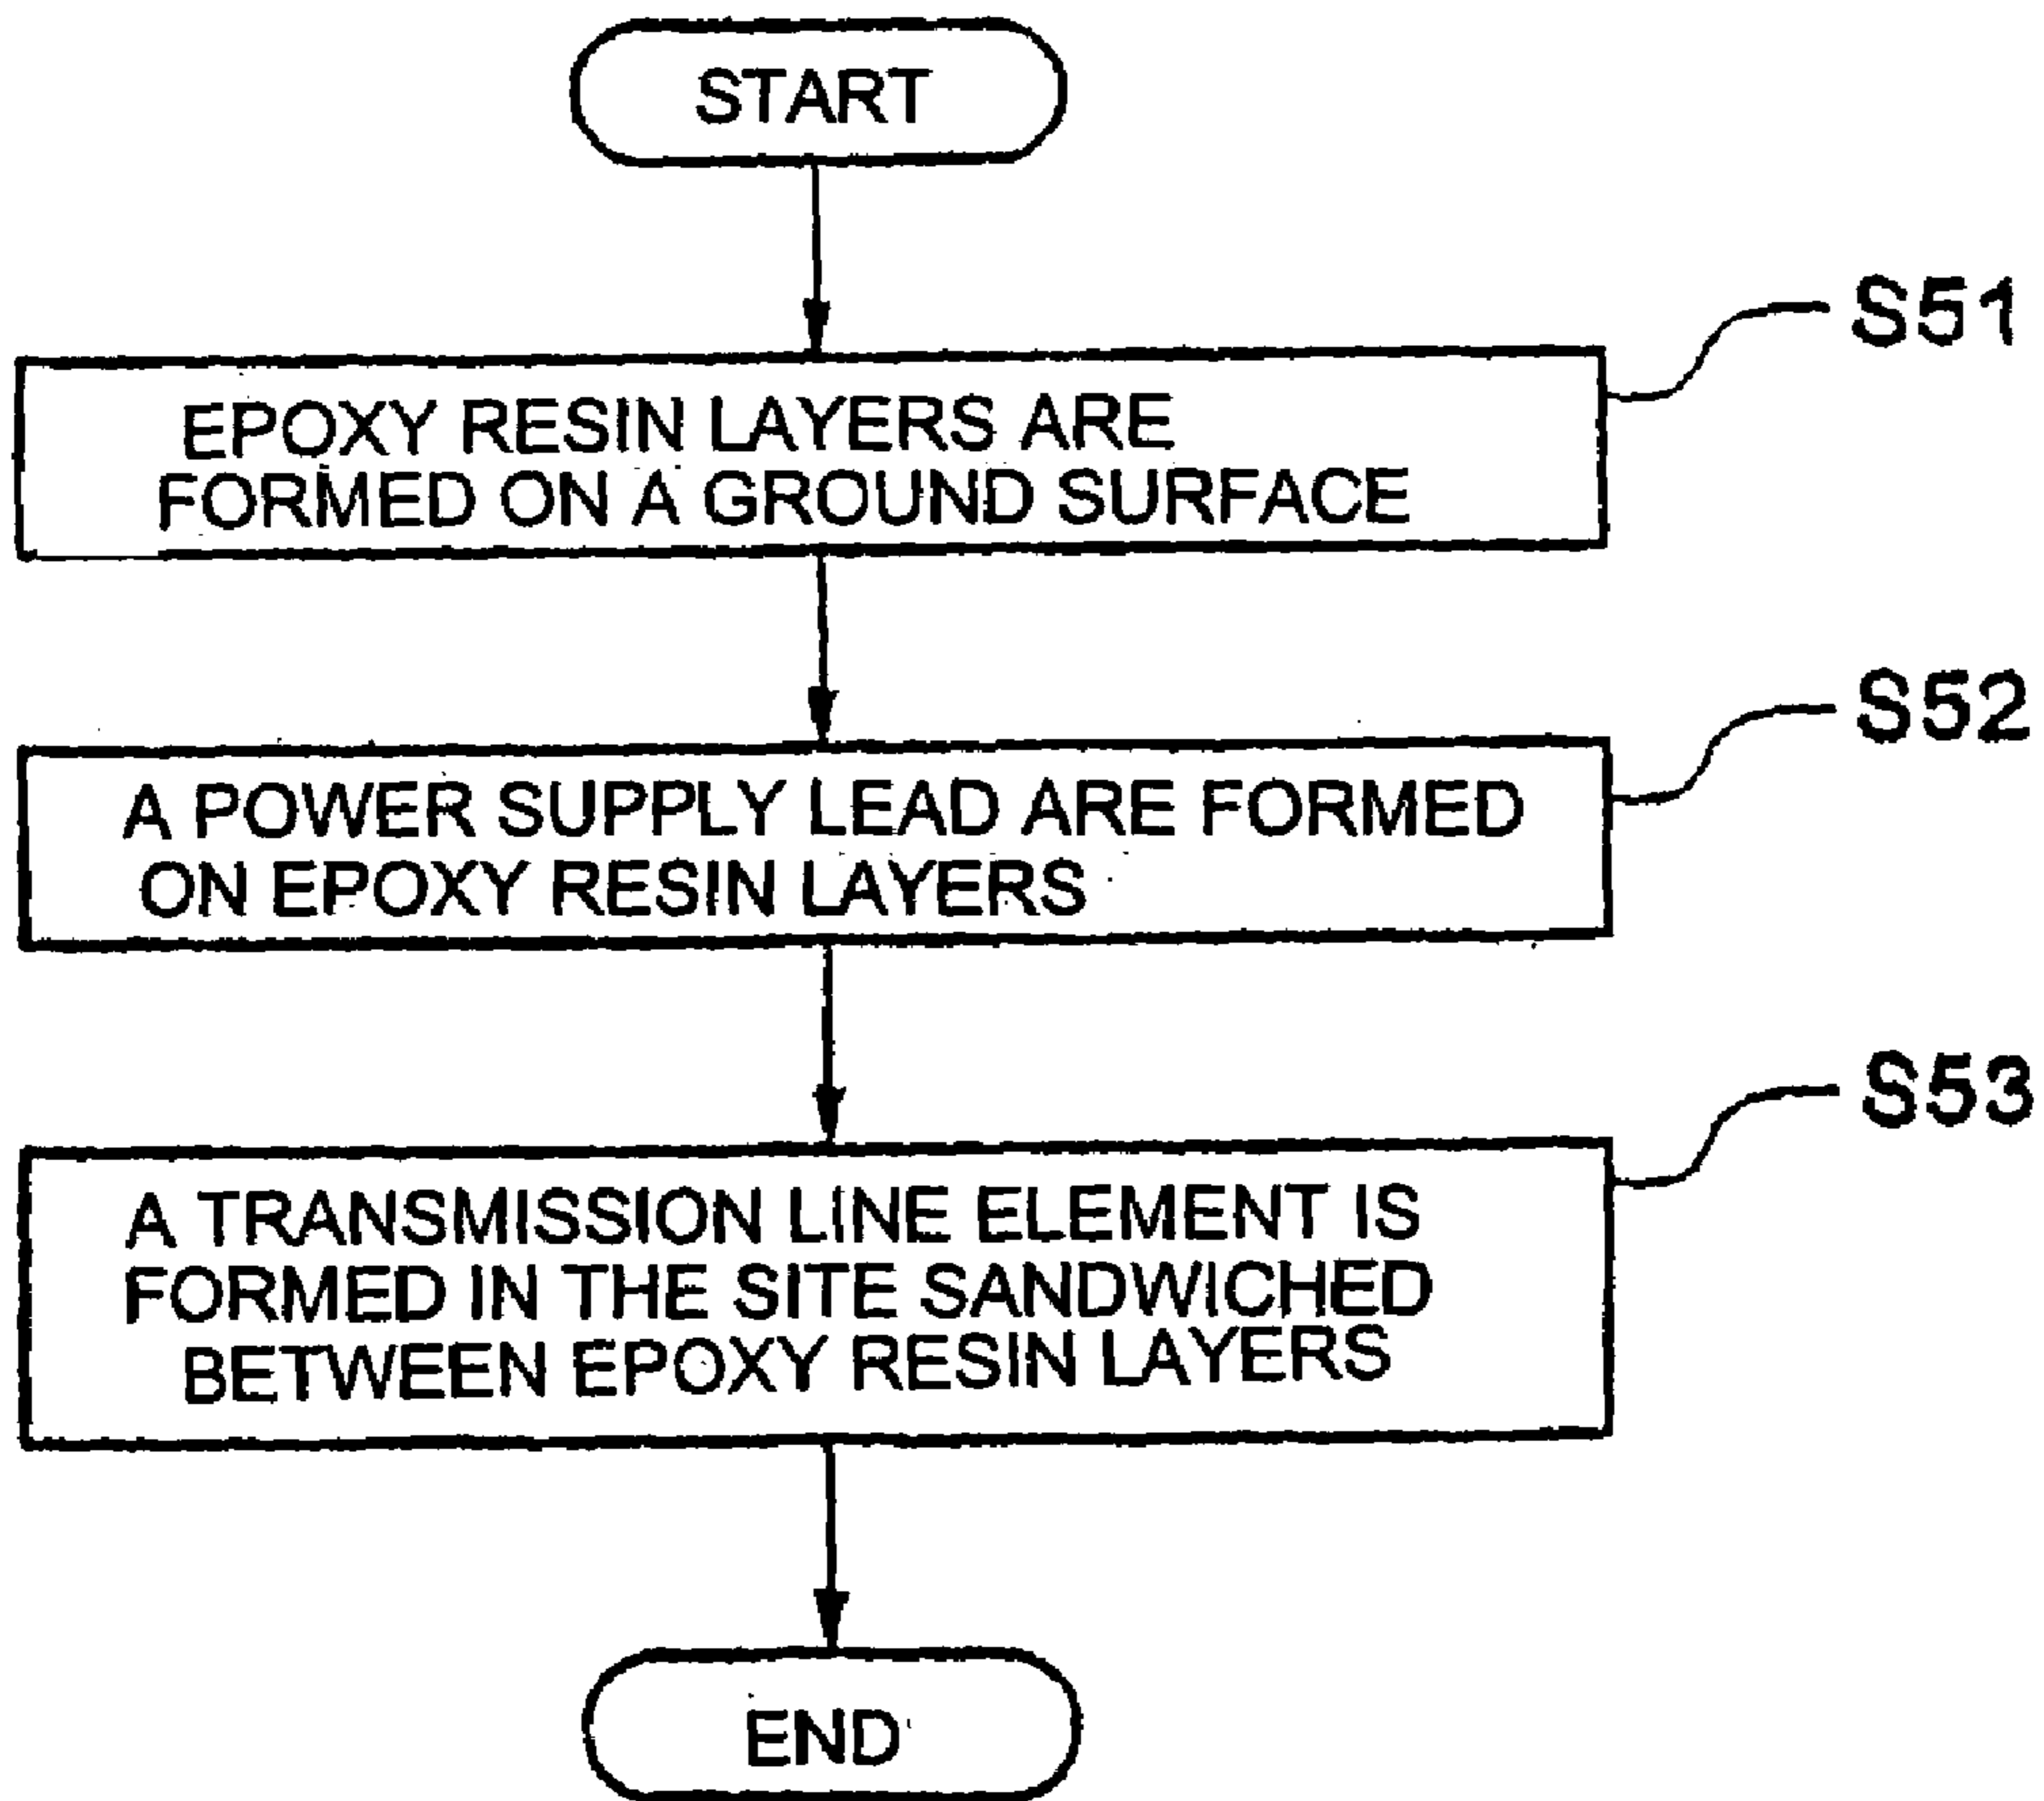 START
S51
EPOXY RESIN LAYERS ARE
FORMED ON A GROUND SURFACE
S52
A POWER SUPPLY LEAD ARE FORMED
ON EPOXY RESIN LAYERS
S53
A TRANSMISSION LINE ELEMENT IS
FORMED IN THE SITE SANDWICHED
BETWEEN EPOXY RESIN LAYERS
END